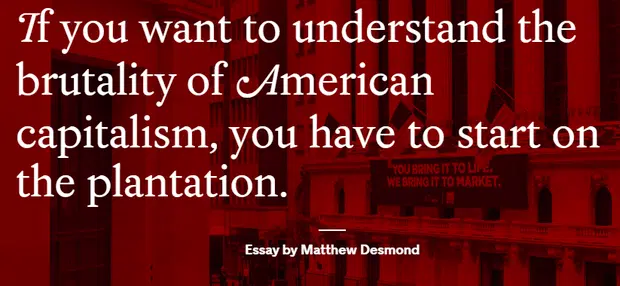 If you want to understand the
brutality of American
capitalism, you have to start on
the plantation.
YOU BRING IT TO LIFE.
WE BRING IT TO MARKET.
Essay by Matthew Desmond